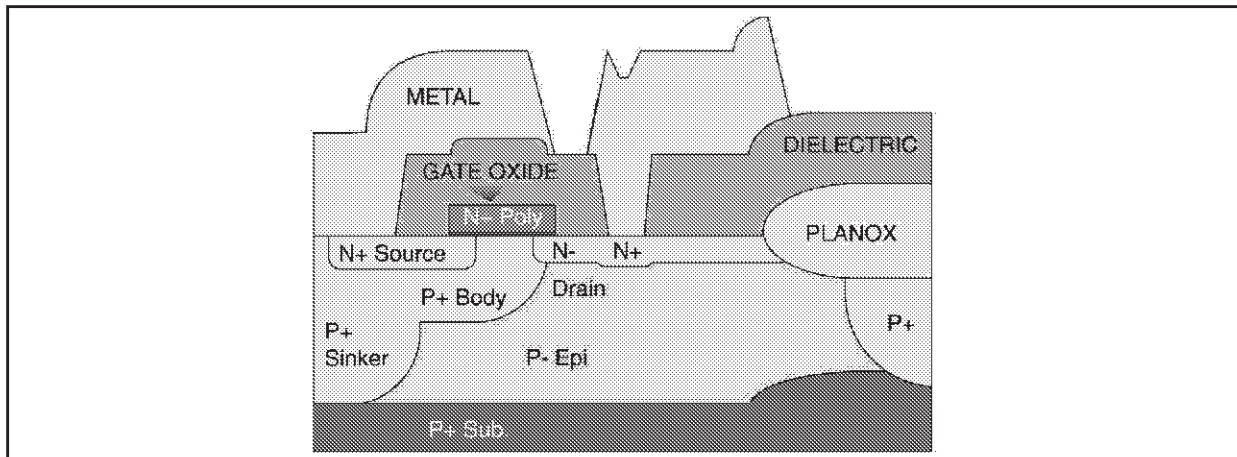 METAL
DIELECTRIC
GATE OXIDE
N- Poly
PLANOX
N+ Source
N-
N+
Drain
P+ Body
P+
Sinker
P- Epi
P+
P+ Sub.